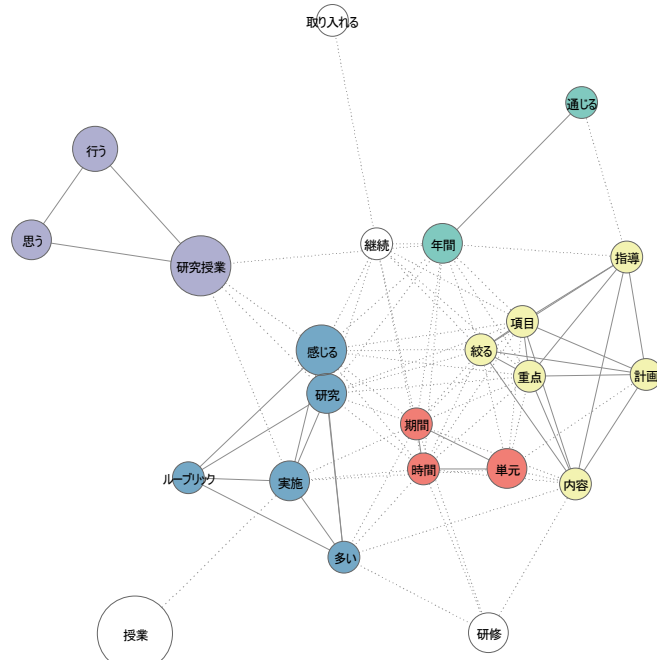 取り入れる
通じる
行う
思う
研究授業
継続
年間
指導
項目
感じる
絞る
重点
計画
研究
期間
時間
単元
ルーブリック
実施
内容
多い
授業
研修